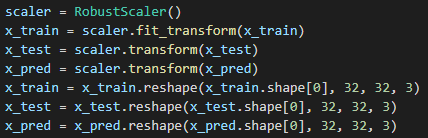 scaler = RobustScaler()
x_train = scaler.fit_transform(x_train)
x_test = scaler.transform(x_test)
x_pred = scaler.transform(x_pred)
x_train = x_train.reshape(x_train.shape[0], 32, 32, 3)
x_test = x_test.reshape(x_test.shape[0], 32, 32, 3)
x_pred = x_pred.reshape(x_pred.shape[0], 32, 32, 3)